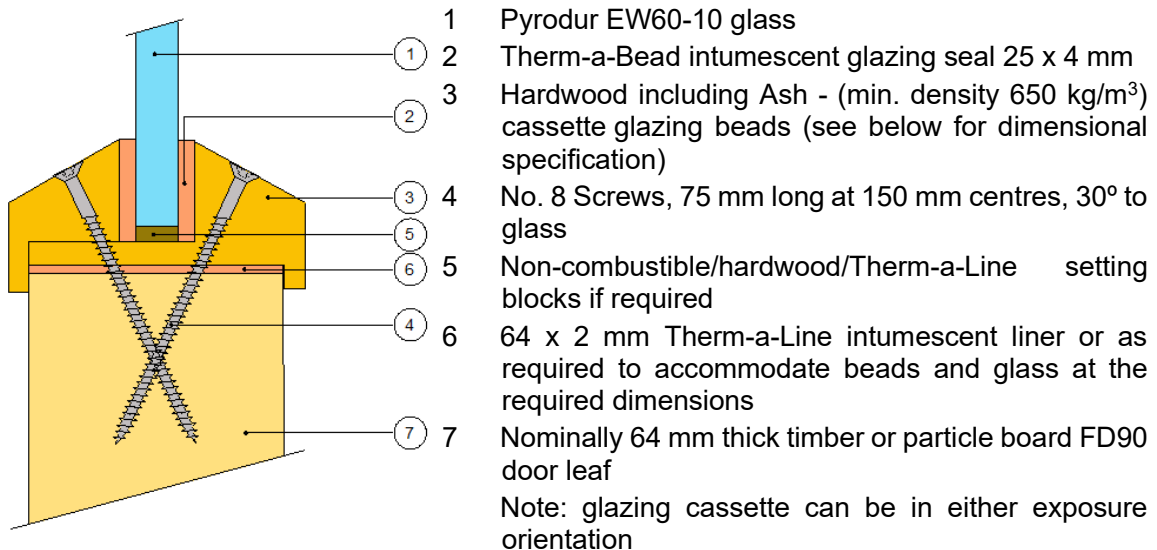 1 Pyrodur EW60-10 glass
1 2 Therm-a-Bead intumescent glazing seal 25 x 4 mm
3 Hardwood including Ash - (min. density 650 kg/m³)
2 cassette glazing beads (see below for dimensional
specification)
3 4 No. 8 Screws, 75 mm long at 150 mm centres, 30º to
glass
5
6 5 Non-combustible/hardwood/Therm-a-Line setting
blocks if required
4 6 64 x 2 mm Therm-a-Line intumescent liner or as
required to accommodate beads and glass at the
required dimensions
7 7 Nominally 64 mm thick timber or particle board FD90
door leaf
Note: glazing cassette can be in either exposure
orientation